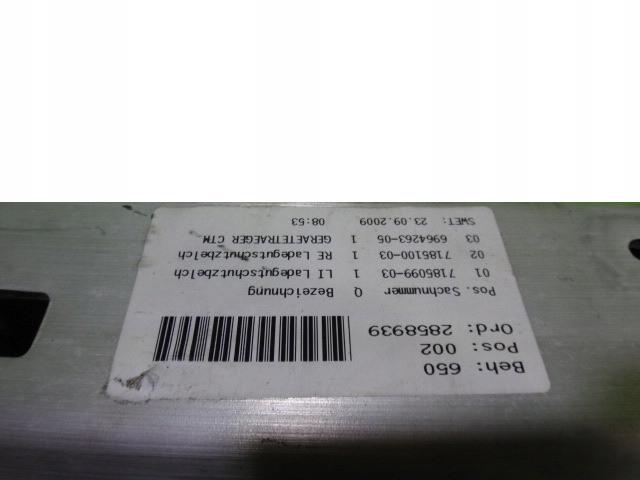 Beh: 650
Pos: 002
Ord: 2858939
Pos. Sachnummer Q Bezeichnung
01 7185099-03 1 LI Ladegutschutzbelch
02 7185100-03 1 RE Ladegutschutzbelch
03 6964263-05 1 GERAETETRAEGER CTM
SWET: 23.09.2009 08:53